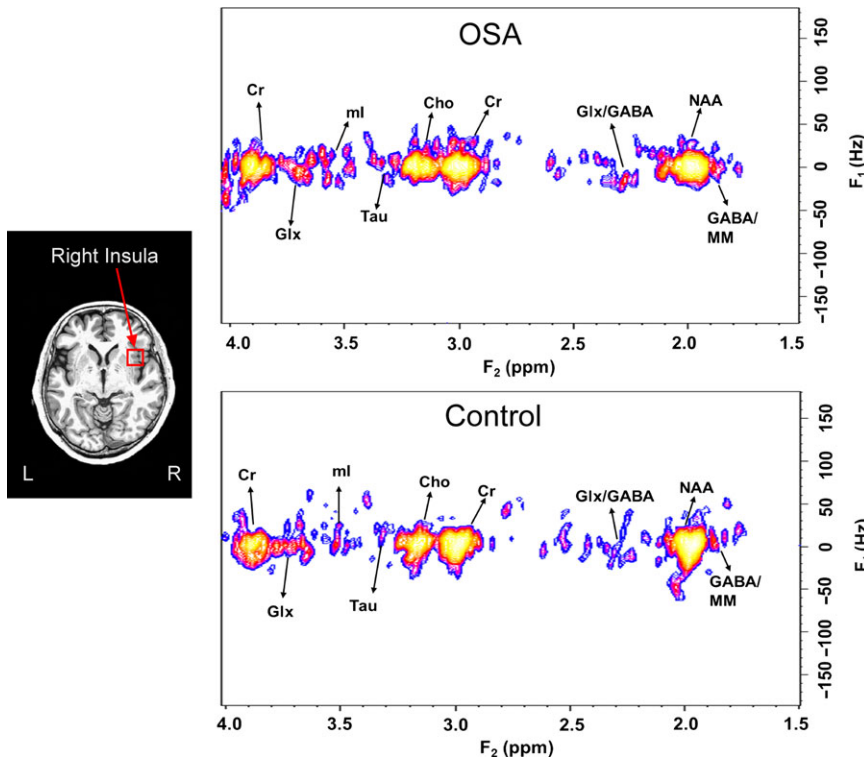 OSA
Cr
mI
Cho
Cr
Glx/GABA
NAA
Glx
Tau
GABA/
MM
150
100
50
0
−50
−100
−150
F1 (Hz)
4.0 3.5 3.0 2.5 2.0 1.5
F2 (ppm)
Right Insula
L R
Control
Cr
mI
Cho
Cr
Glx/GABA
NAA
Glx
Tau
GABA/
MM
150
100
50
0
−50
−100
−150
F1 (Hz)
4.0 3.5 3.0 2.5 2.0 1.5
F2 (ppm)